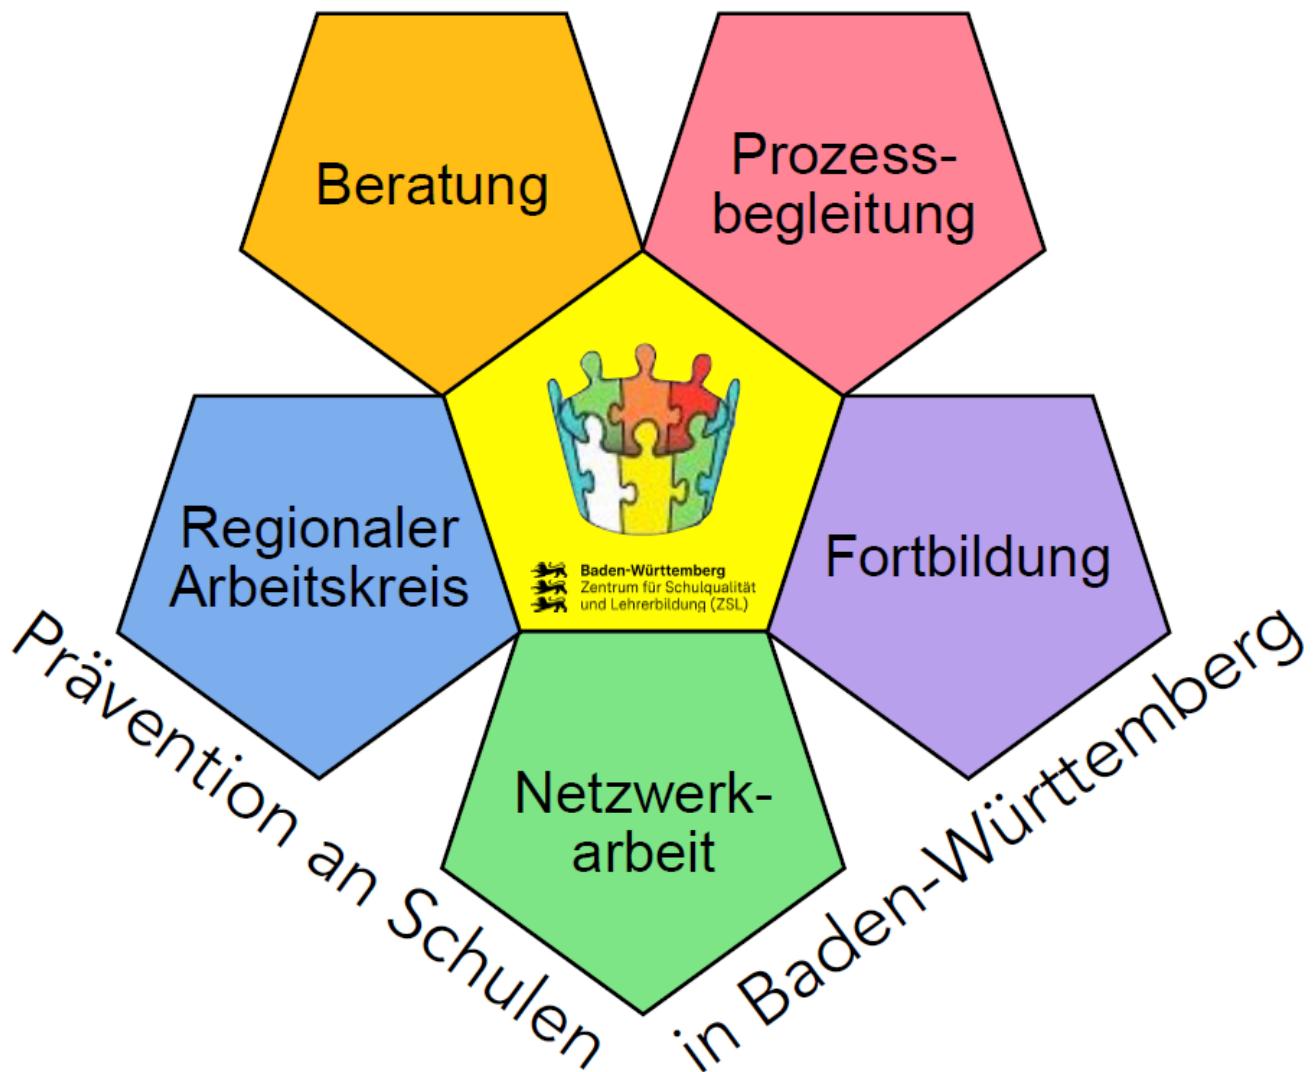 Beratung
Prozess-
begleitung
Regionaler
Arbeitskreis
Baden-Württemberg
Zentrum für Schulqualität
und Lehrerbildung (ZSL)
Fortbildung
Netzwerk-
arbeit
Prävention an Schulen
in Baden-Württemberg